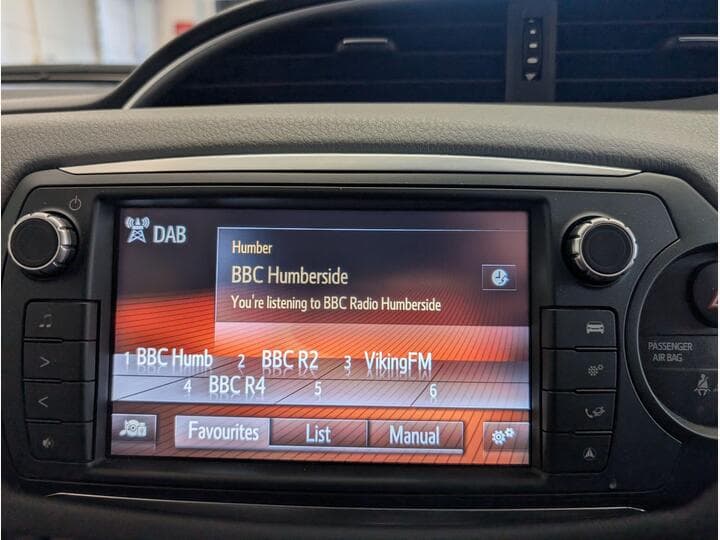 DAB
Humber
BBC Humberside
You're listening to BBC Radio Humberside
1 BBC Humb 2 BBC R2 3 VikingFM
4 BBC R4 5 6
Favourites List Manual
PASSENGER
AIR BAG